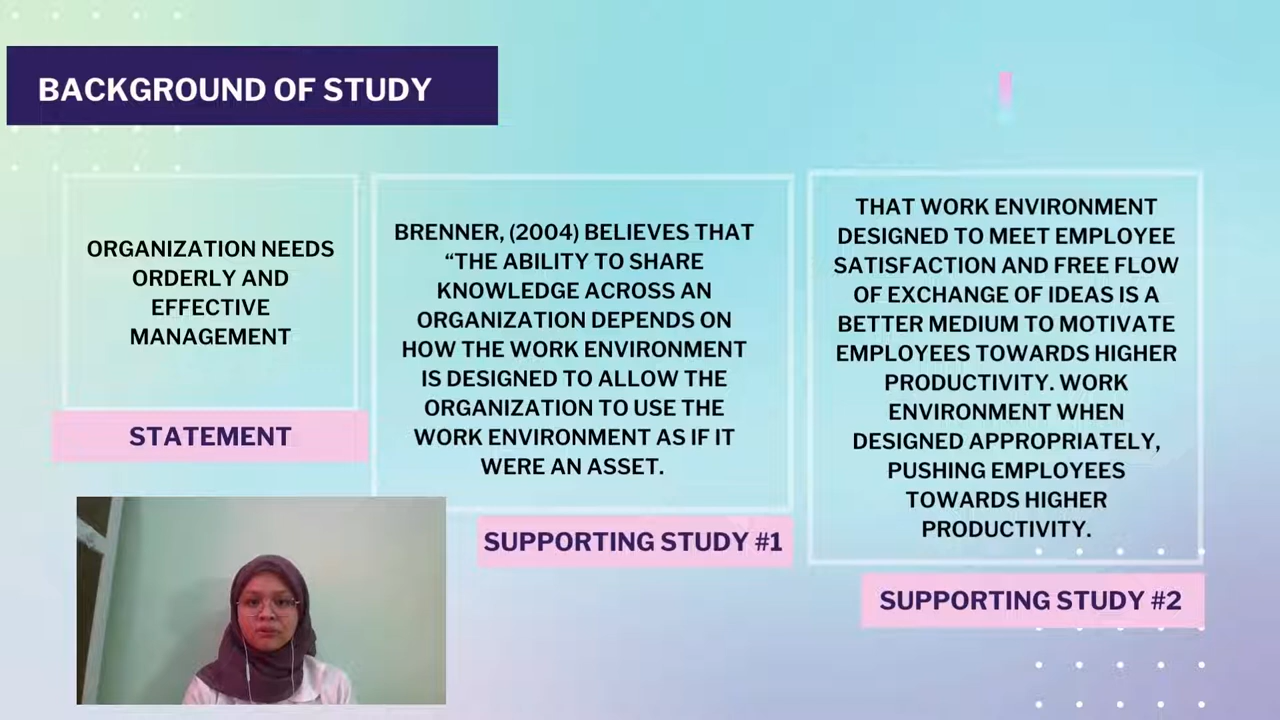 BACKGROUND OF STUDY
ORGANIZATION NEEDS
ORDERLY AND
EFFECTIVE
MANAGEMENT
STATEMENT
BRENNER, (2004) BELIEVES THAT
“THE ABILITY TO SHARE
KNOWLEDGE ACROSS AN
ORGANIZATION DEPENDS ON
HOW THE WORK ENVIRONMENT
IS DESIGNED TO ALLOW THE
ORGANIZATION TO USE THE
WORK ENVIRONMENT AS IF IT
WERE AN ASSET.
SUPPORTING STUDY #1
THAT WORK ENVIRONMENT
DESIGNED TO MEET EMPLOYEE
SATISFACTION AND FREE FLOW
OF EXCHANGE OF IDEAS IS A
BETTER MEDIUM TO MOTIVATE
EMPLOYEES TOWARDS HIGHER
PRODUCTIVITY. WORK
ENVIRONMENT WHEN
DESIGNED APPROPRIATELY,
PUSHING EMPLOYEES
TOWARDS HIGHER
PRODUCTIVITY.
SUPPORTING STUDY #2